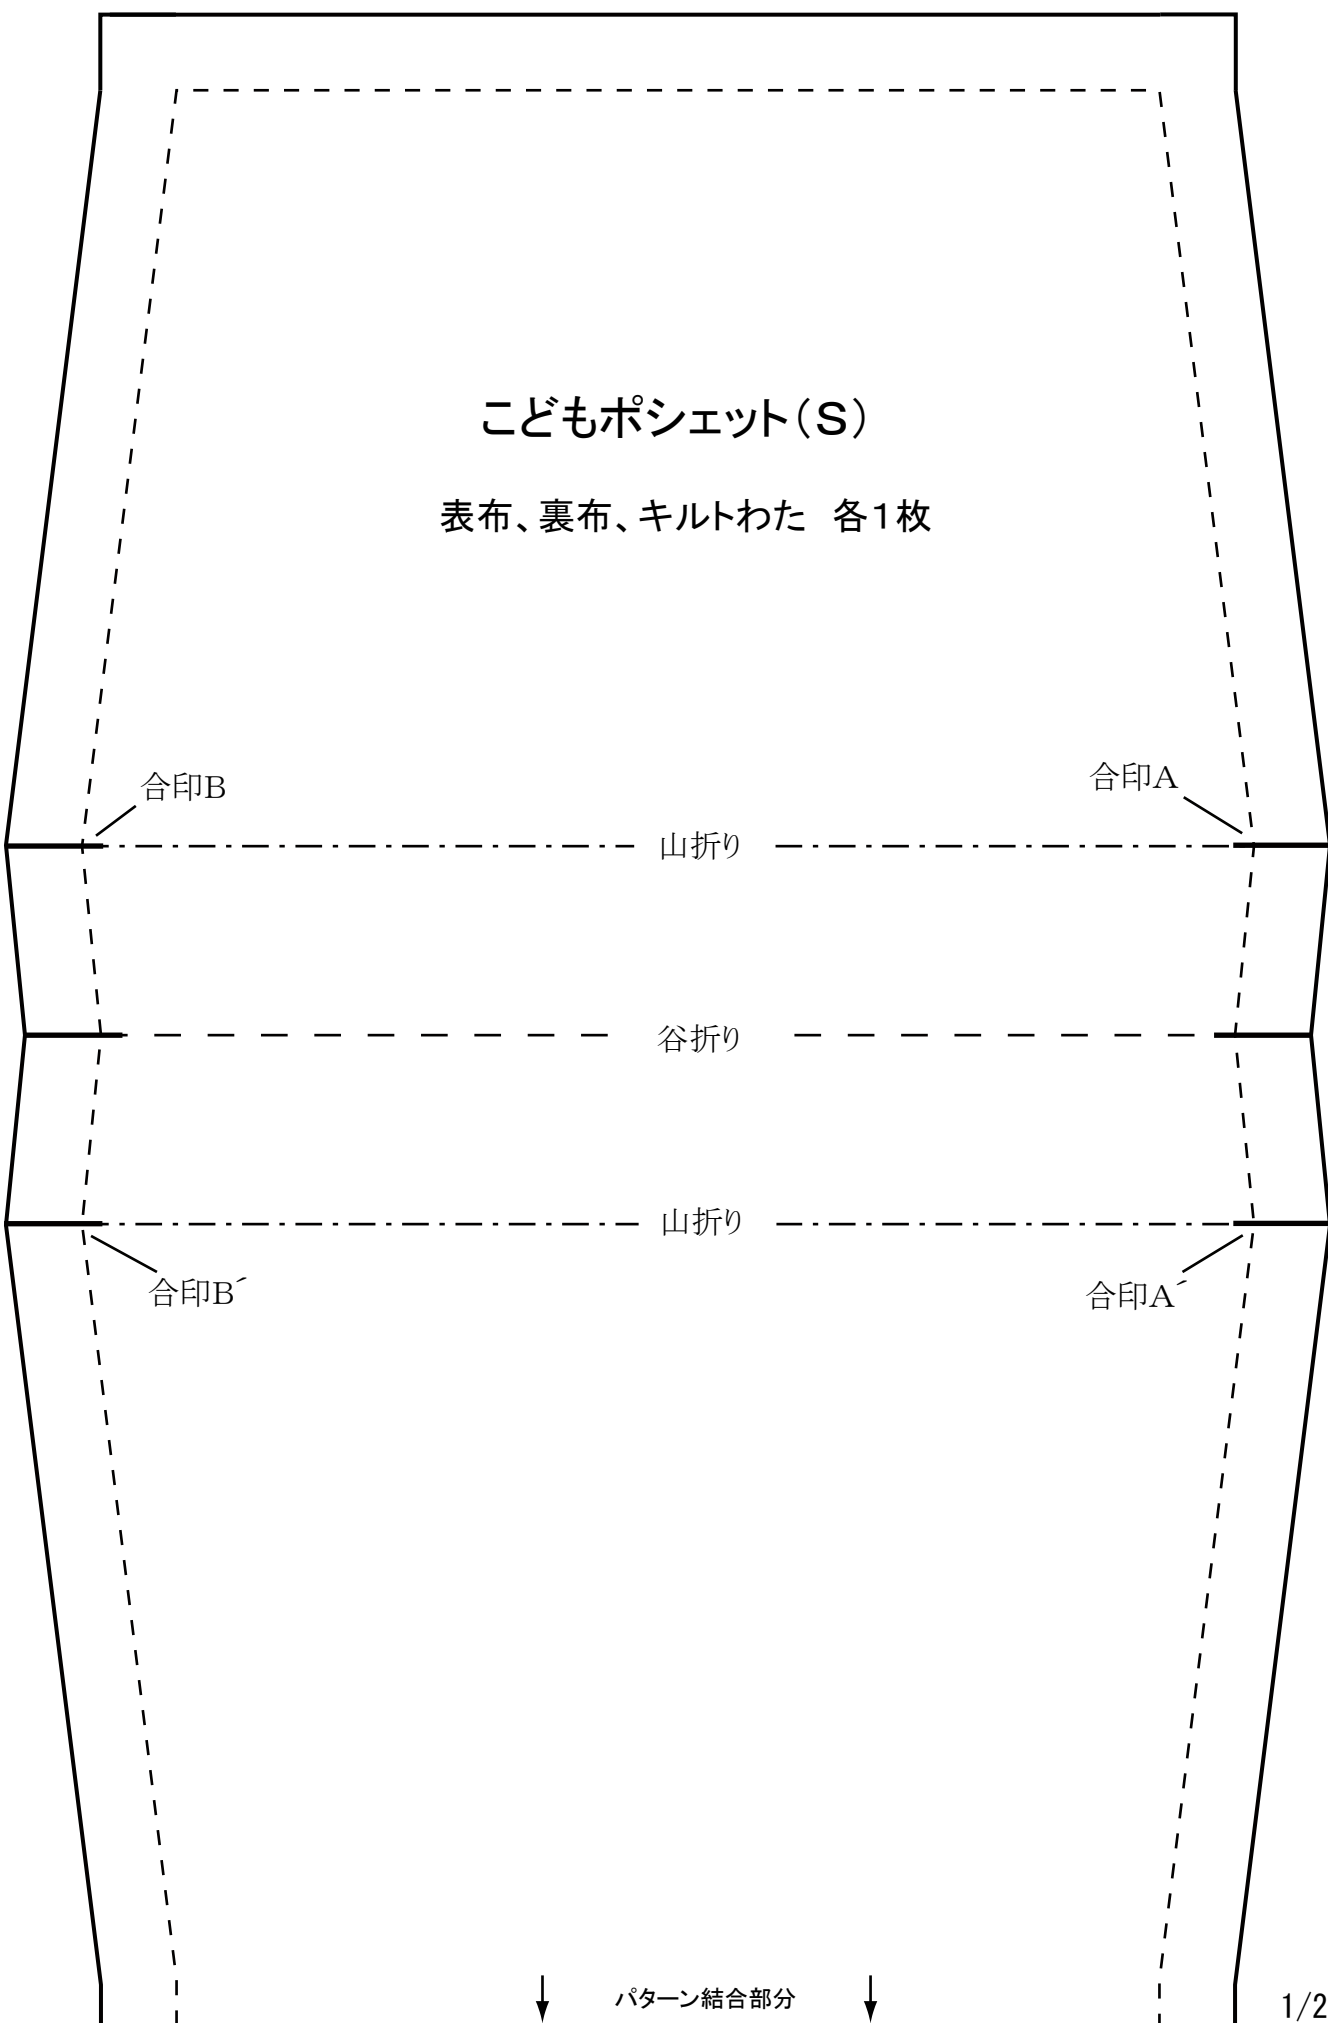 こどもポシェット（S）
表布、裏布、キルトわた　各１枚
合印B
合印A
山折り
谷折り
山折り
合印B´
合印A´
パターン結合部分
1/2